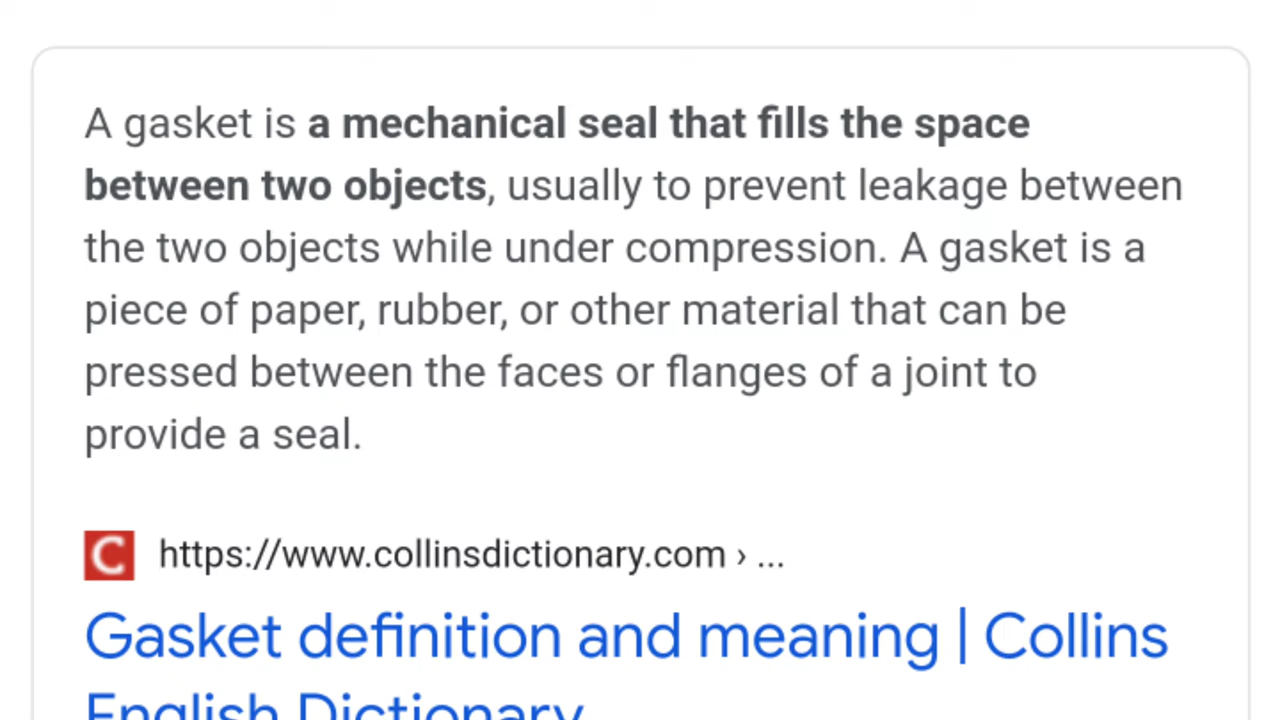 A gasket is a mechanical seal that fills the space
between two objects, usually to prevent leakage between
the two objects while under compression. A gasket is a
piece of paper, rubber, or other material that can be
pressed between the faces or flanges of a joint to
provide a seal.
C https://www.collinsdictionary.com › ...
Gasket definition and meaning | Collins
English Dictionary